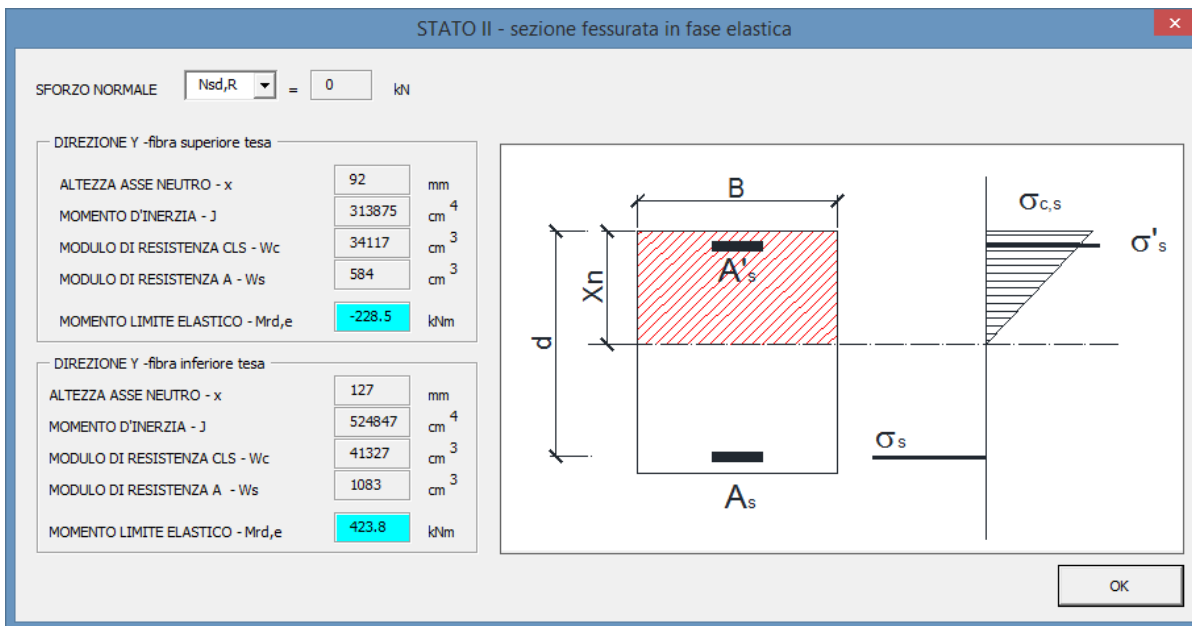 STATO II - sezione fessurata in fase elastica
SFORZO NORMALE Nsd,R = 0 kN
DIREZIONE Y -fibra superiore tesa
ALTEZZA ASSE NEUTRO - x 92 mm
MOMENTO D'INERZIA - J 313875 cm 4
MODULO DI RESISTENZA CLS - Wc 34117 cm 3
MODULO DI RESISTENZA A - Ws 584 cm 3
MOMENTO LIMITE ELASTICO - Mrd,e -228.5 kNm
DIREZIONE Y -fibra inferiore tesa
ALTEZZA ASSE NEUTRO - x 127 mm
MOMENTO D'INERZIA - J 524847 cm 4
MODULO DI RESISTENZA CLS - Wc 41327 cm 3
MODULO DI RESISTENZA A - Ws 1083 cm 3
MOMENTO LIMITE ELASTICO - Mrd,e 423.8 kNm
B
σc,s
σ's
A's
Xn
d
σs
As
OK